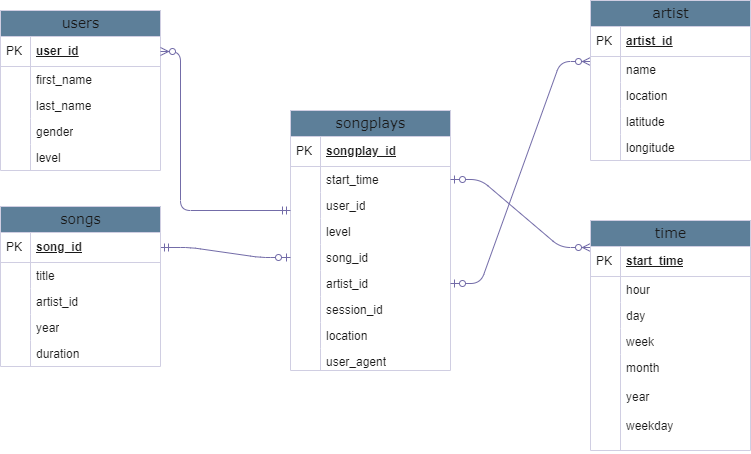 users
PK user_id
first_name
last_name
gender
level
songs
PK song_id
title
artist_id
year
duration
songplays
PK songplay_id
start_time
user_id
level
song_id
artist_id
session_id
location
user_agent
artist
PK artist_id
name
location
latitude
longitude
time
PK start_time
hour
day
week
month
year
weekday